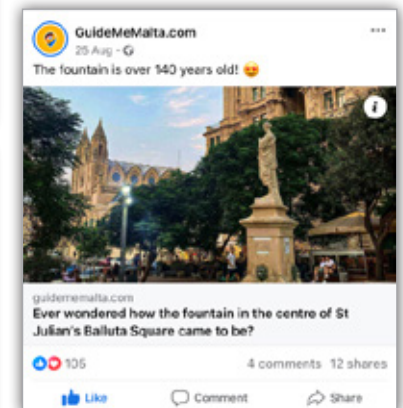 GuideMeMalta.com
25 Aug
The fountain is over 140 years old! 😍
guidememalta.com
Ever wondered how the fountain in the centre of St
Julian's Balluta Square came to be?
105
4 comments 12 shares
Like Comment Share